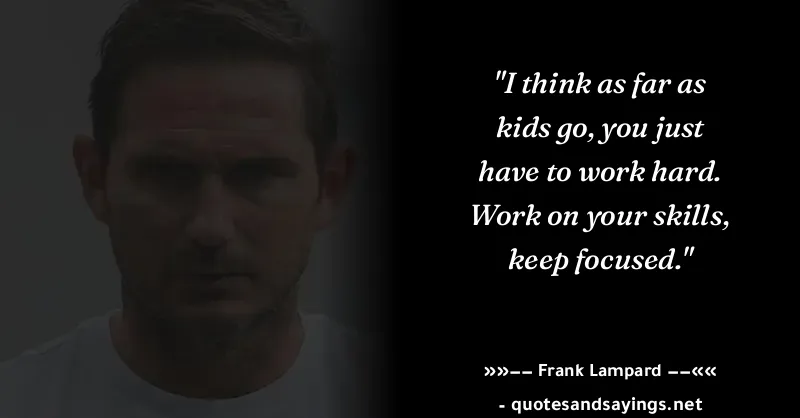 "I think as far as
kids go, you just
have to work hard.
Work on your skills,
keep focused."
»»−− Frank Lampard −−««
- quotesandsayings.net